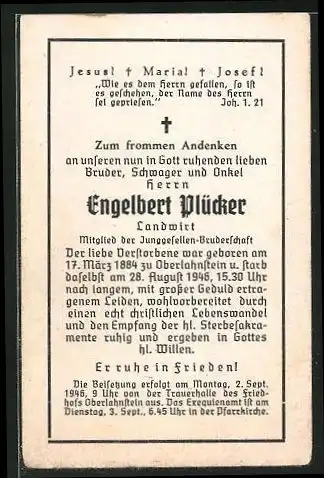 Jesus! † Maria! † Josef!
„Wie es dem Herrn gefallen, so ist
es geschehen, der Name des Herrn
sei gepriesen.“ Joh. 1. 21
Zum frommen Andenken
an unseren nun in Gott ruhenden lieben
Bruder, Schwager und Onkel
Herrn
Engelbert Plücker
Landwirt
Mitglied der Junggesellen-Bruderschaft
Der liebe Verstorbene war geboren am
17. März 1884 zu Oberlahnstein u. starb
daselbst am 28. August 1946, 15.30 Uhr
nach langem, mit großer Geduld ertra-
genem Leiden, wohlvorbereitet durch
einen echt christlichen Lebenswandel
und den Empfang der hl. Sterbesakra-
mente ruhig und ergeben in Gottes
hl. Willen.
Er ruhe in Frieden!
Die Beisetzung erfolgt am Montag, 2. Sept.
1946, 9 Uhr von der Trauerhalle des Fried-
hofs Oberlahnstein aus. Das Exequienamt ist am
Dienstag, 3. Sept., 6.45 Uhr in der Pfarrkirche.